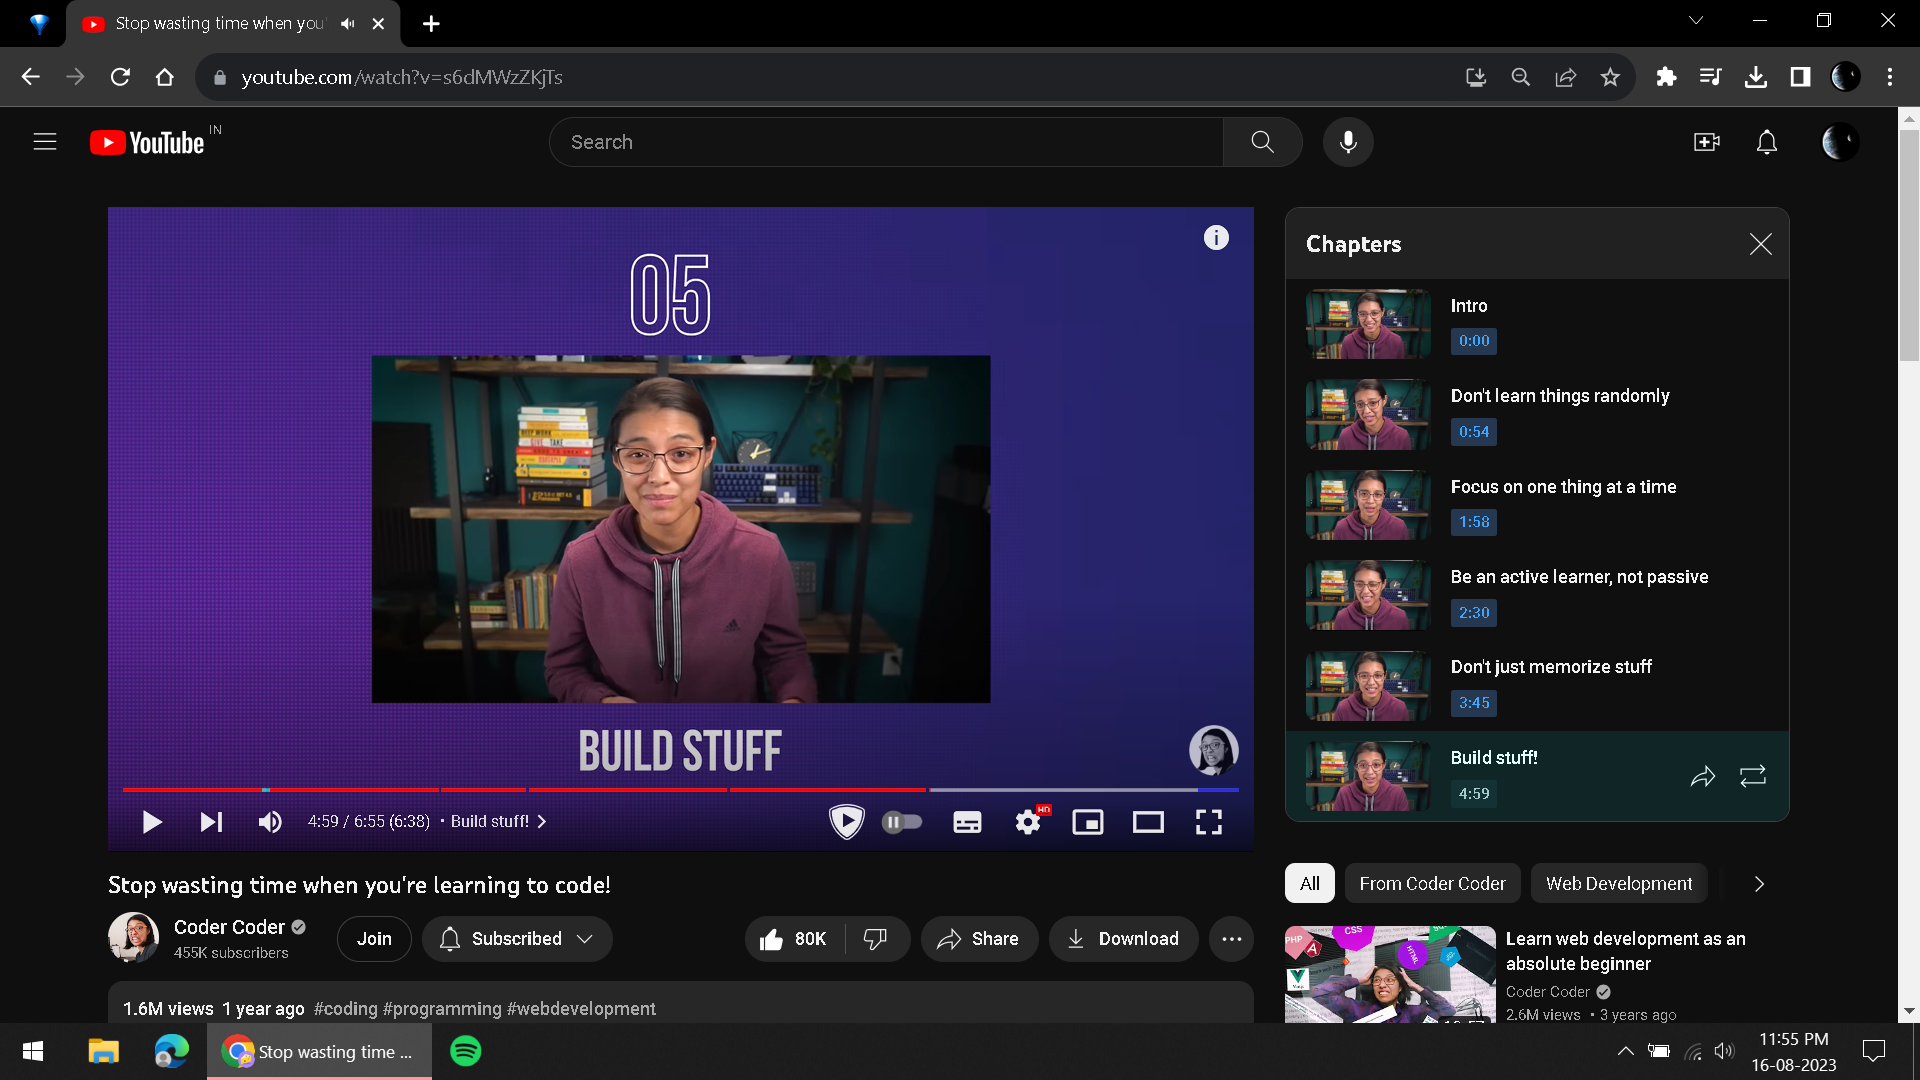 Stop wasting time when you'
youtube.com/watch?v=s6dMWzZKjTs
YouTube IN
Search
05
BUILD STUFF
4:59 / 6:55 (6:38) • Build stuff!
HD
Chapters
Intro
0:00
Don't learn things randomly
0:54
Focus on one thing at a time
1:58
Be an active learner, not passive
2:30
Don't just memorize stuff
3:45
Build stuff!
4:59
Stop wasting time when you're learning to code!
Coder Coder
455K subscribers
Join
Subscribed
80K
Share
Download
1.6M views 1 year ago #coding #programming #webdevelopment
All
From Coder Coder
Web Development
PHP
CSS
HTML
Learn web development as an
absolute beginner
Coder Coder
2.6M views • 3 years ago
Stop wasting time ...
11:55 PM
16-08-2023